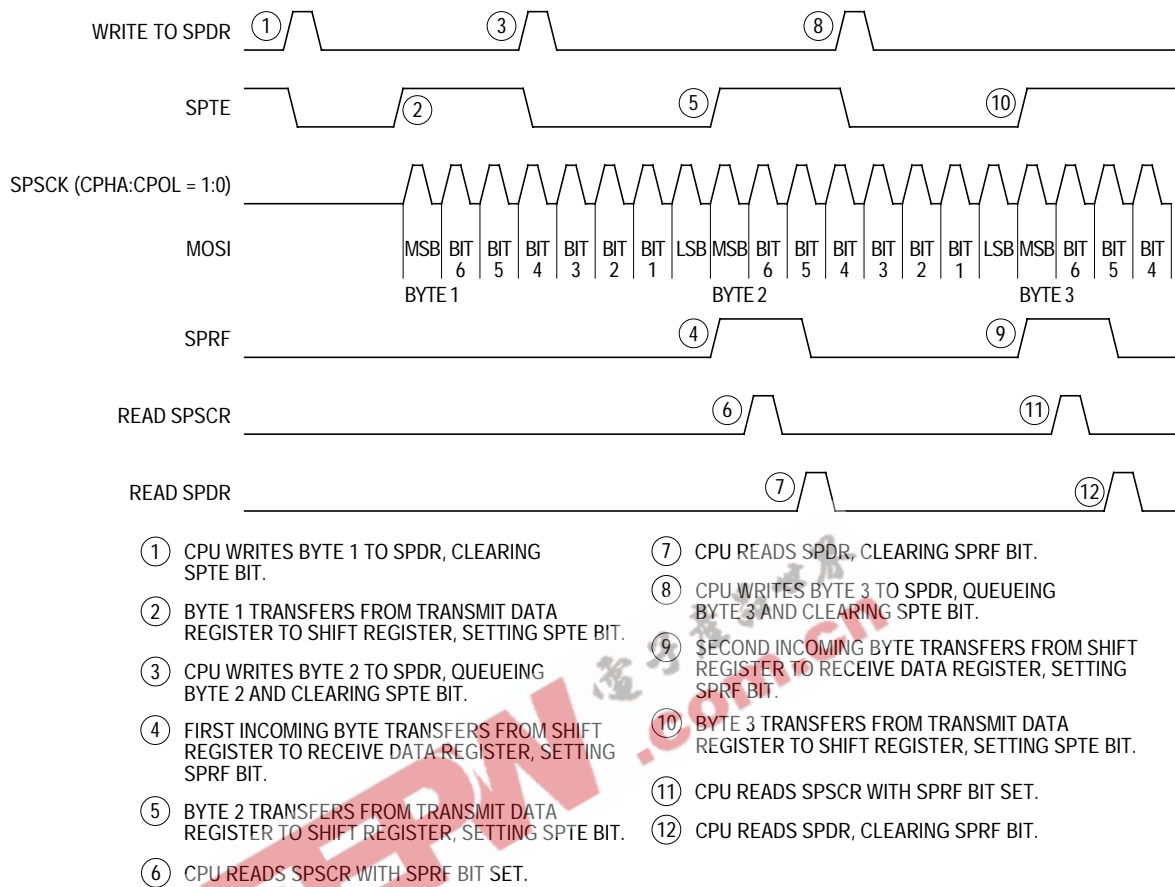 WRITE TO SPDR
1
3
8
SPTE
2
5
10
SPSCK (CPHA:CPOL = 1:0)
MOSI
MSB BIT 6 BIT 5 BIT 4 BIT 3 BIT 2 BIT 1 LSB MSB BIT 6 BIT 5 BIT 4 BIT 3 BIT 2 BIT 1 LSB MSB BIT 6 BIT 5 BIT 4
BYTE 1
BYTE 2
BYTE 3
SPRF
4
9
READ SPSCR
6
11
READ SPDR
7
12
1 CPU WRITES BYTE 1 TO SPDR, CLEARING
SPTE BIT.
2 BYTE 1 TRANSFERS FROM TRANSMIT DATA
REGISTER TO SHIFT REGISTER, SETTING SPTE BIT.
3 CPU WRITES BYTE 2 TO SPDR, QUEUEING
BYTE 2 AND CLEARING SPTE BIT.
4 FIRST INCOMING BYTE TRANSFERS FROM SHIFT
REGISTER TO RECEIVE DATA REGISTER, SETTING
SPRF BIT.
5 BYTE 2 TRANSFERS FROM TRANSMIT DATA
REGISTER TO SHIFT REGISTER, SETTING SPTE BIT.
6 CPU READS SPSCR WITH SPRF BIT SET.
7 CPU READS SPDR, CLEARING SPRF BIT.
8 CPU WRITES BYTE 3 TO SPDR, QUEUEING
BYTE 3 AND CLEARING SPTE BIT.
9 SECOND INCOMING BYTE TRANSFERS FROM SHIFT
REGISTER TO RECEIVE DATA REGISTER, SETTING
SPRF BIT.
10 BYTE 3 TRANSFERS FROM TRANSMIT DATA
REGISTER TO SHIFT REGISTER, SETTING SPTE BIT.
11 CPU READS SPSCR WITH SPRF BIT SET.
12 CPU READS SPDR, CLEARING SPRF BIT.
.com.cn